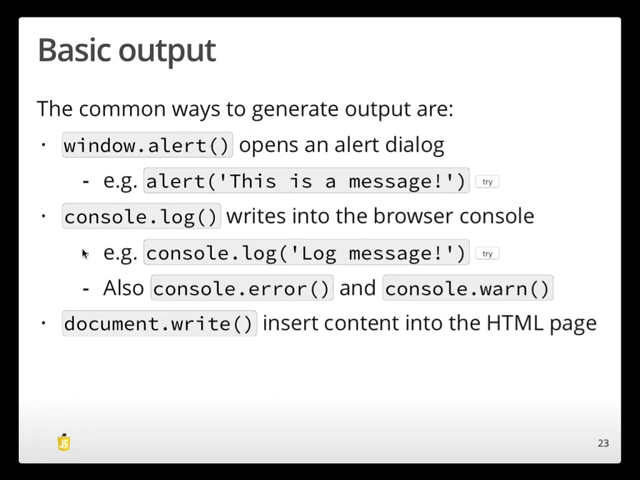 Basic output
The common ways to generate output are:
· window.alert() opens an alert dialog
- e.g. alert('This is a message!') try
· console.log() writes into the browser console
e.g. console.log('Log message!') try
- Also console.error() and console.warn()
· document.write() insert content into the HTML page
JS
23